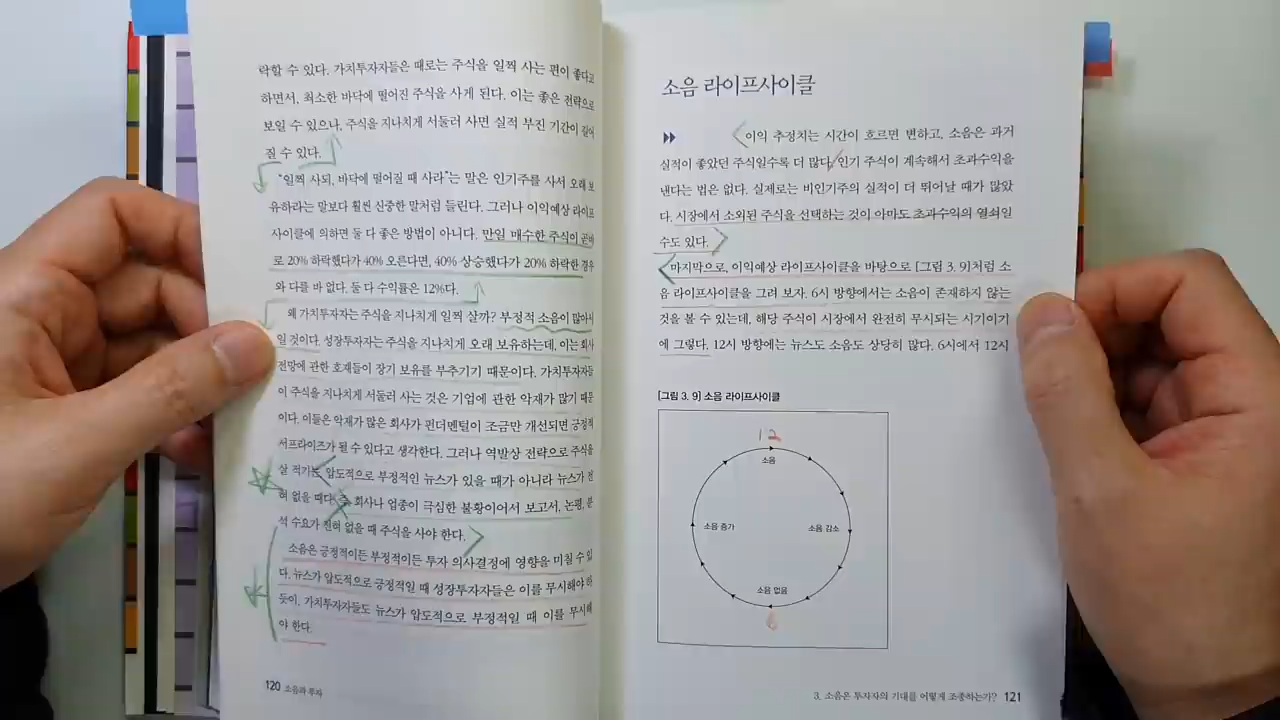 락할 수 있다. 가치투자자들은 때로는 주식을 일찍 사는 편이 좋다고
하면서, 최소한 바닥에 떨어진 주식을 사게 된다. 이는 좋은 전략으로
보일 수 있으나, 주식을 지나치게 서둘러 사면 실적 부진 기간이 길어
질 수 있다.
“일찍 사되, 바닥에 떨어질 때 사라”는 말은 인기주를 사서 오래 보
유하라는 말보다 훨씬 신중한 말처럼 들린다. 그러나 이익예상 라이프
사이클에 의하면 둘 다 좋은 방법이 아니다. 만일 매수한 주식이 곧바
로 20% 하락했다가 40% 오른다면, 40% 상승했다가 20% 하락한 경우
와 다를 바 없다. 둘 다 수익률은 12%다.
왜 가치투자자는 주식을 지나치게 일찍 살까? 부정적 소음이 많아서
일 것이다. 성장투자자는 주식을 지나치게 오래 보유하는데, 이는 회사
전망에 관한 호재들이 장기 보유를 부추기기 때문이다. 가치투자자들
이 주식을 지나치게 서둘러 사는 것은 기업에 관한 악재가 많기 때문
이다. 이들은 악재가 많은 회사가 펀더멘털이 조금만 개선되면 긍정적
서프라이즈가 될 수 있다고 생각한다. 그러나 역발상 전략으로 주식을
살 적기는 압도적으로 부정적인 뉴스가 있을 때가 아니라 뉴스가 전
혀 없을 때다. 즉, 회사나 업종이 극심한 불황이어서 보고서, 논평, 분
석 수요가 전혀 없을 때 주식을 사야 한다.
소음은 긍정적이든 부정적이든 투자 의사결정에 영향을 미칠 수 있
다. 뉴스가 압도적으로 긍정적일 때 성장투자자들은 이를 무시해야 하
듯이, 가치투자자들도 뉴스가 압도적으로 부정적일 때 이를 무시해
야 한다.
120 소음과 투자
소음 라이프사이클
이익 추정치는 시간이 흐르면 변하고, 소음은 과거
실적이 좋았던 주식일수록 더 많다. 인기 주식이 계속해서 초과수익을
낸다는 법은 없다. 실제로는 비인기주의 실적이 더 뛰어날 때가 많았
다. 시장에서 소외된 주식을 선택하는 것이 아마도 초과수익의 열쇠일
수도 있다.
마지막으로, 이익예상 라이프사이클을 바탕으로 [그림 3. 9]처럼 소
음 라이프사이클을 그려 보자. 6시 방향에서는 소음이 존재하지 않는
것을 볼 수 있는데, 해당 주식이 시장에서 완전히 무시되는 시기이기
에 그렇다. 12시 방향에는 뉴스도 소음도 상당히 많다. 6시에서 12시
[그림 3. 9] 소음 라이프사이클
12
소음
소음 증가
소음 감소
소음 없음
6
3. 소음은 투자자의 기대를 어떻게 조종하는가? 121